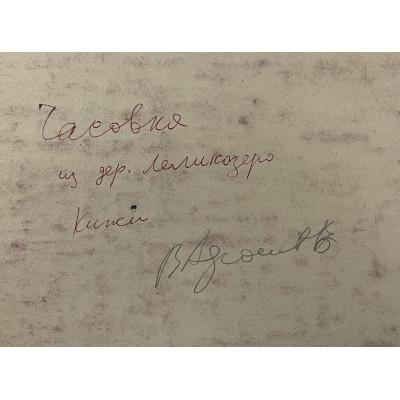 Часовня
из дер. Леликозеро
Кижи